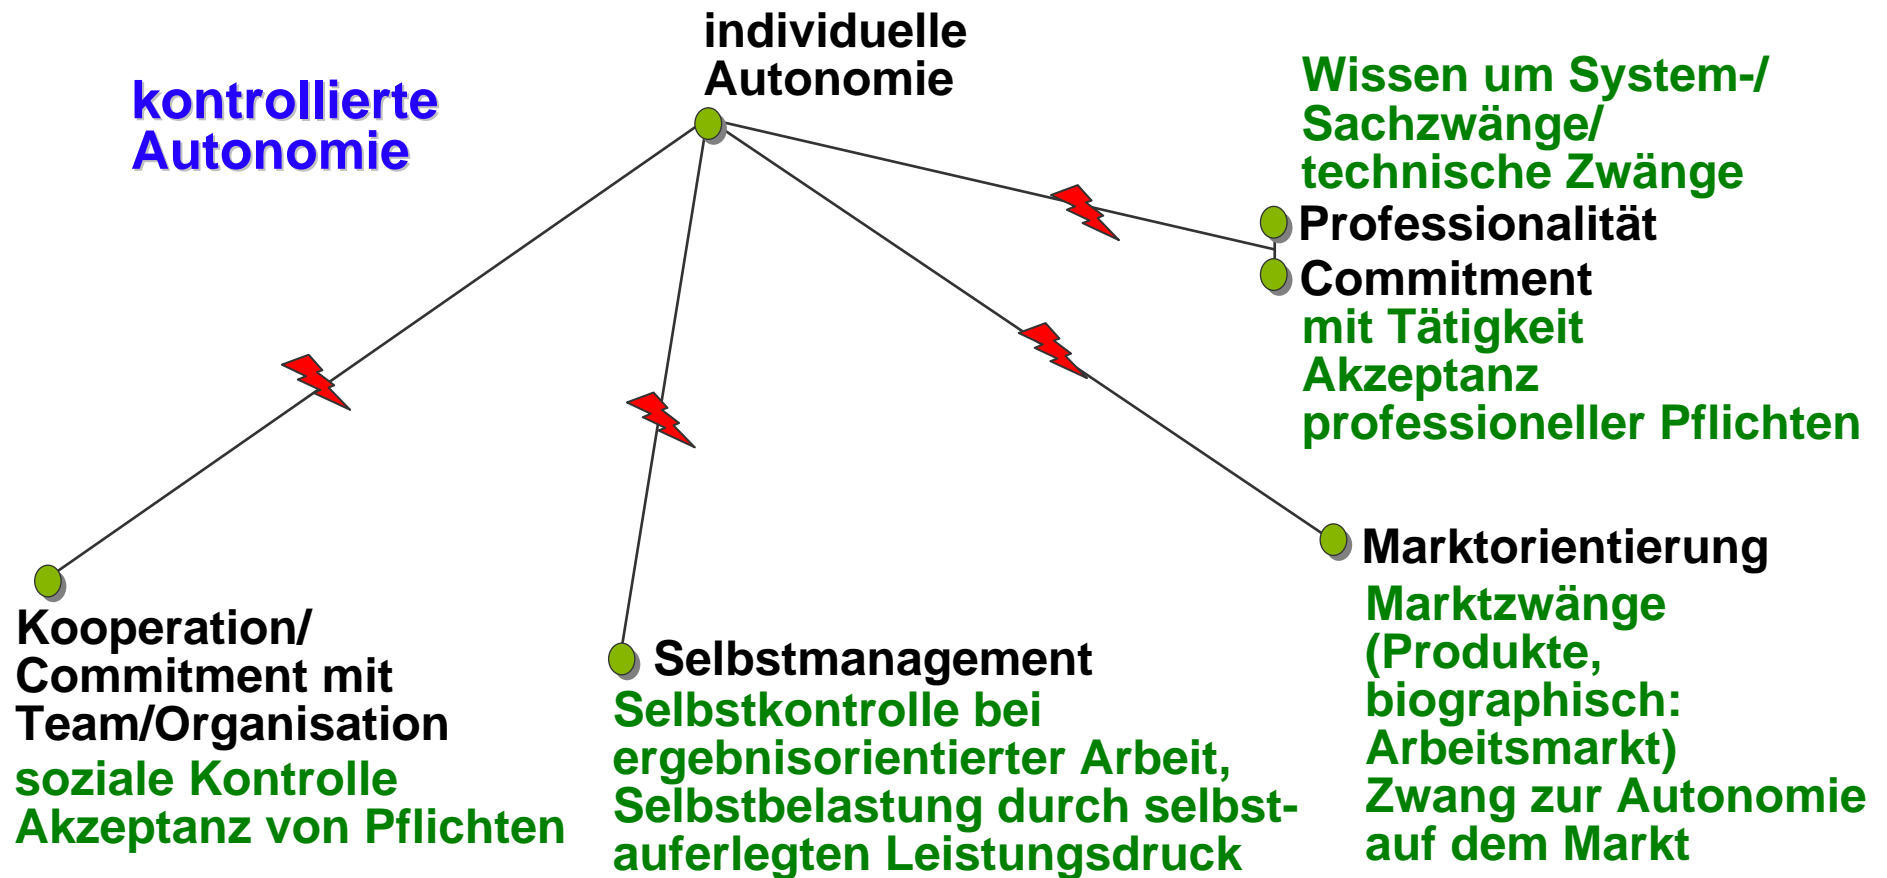 individuelle
Autonomie
kontrollierte
Autonomie
Wissen um System-/
Sachzwänge/
technische Zwänge
Professionalität
Commitment
mit Tätigkeit
Akzeptanz
professioneller Pflichten
Marktorientierung
Marktzwänge
(Produkte,
biographisch:
Arbeitsmarkt)
Zwang zur Autonomie
auf dem Markt
Kooperation/
Commitment mit
Team/Organisation
soziale Kontrolle
Akzeptanz von Pflichten
Selbstmanagement
Selbstkontrolle bei
ergebnisorientierter Arbeit,
Selbstbelastung durch selbst-
auferlegten Leistungsdruck